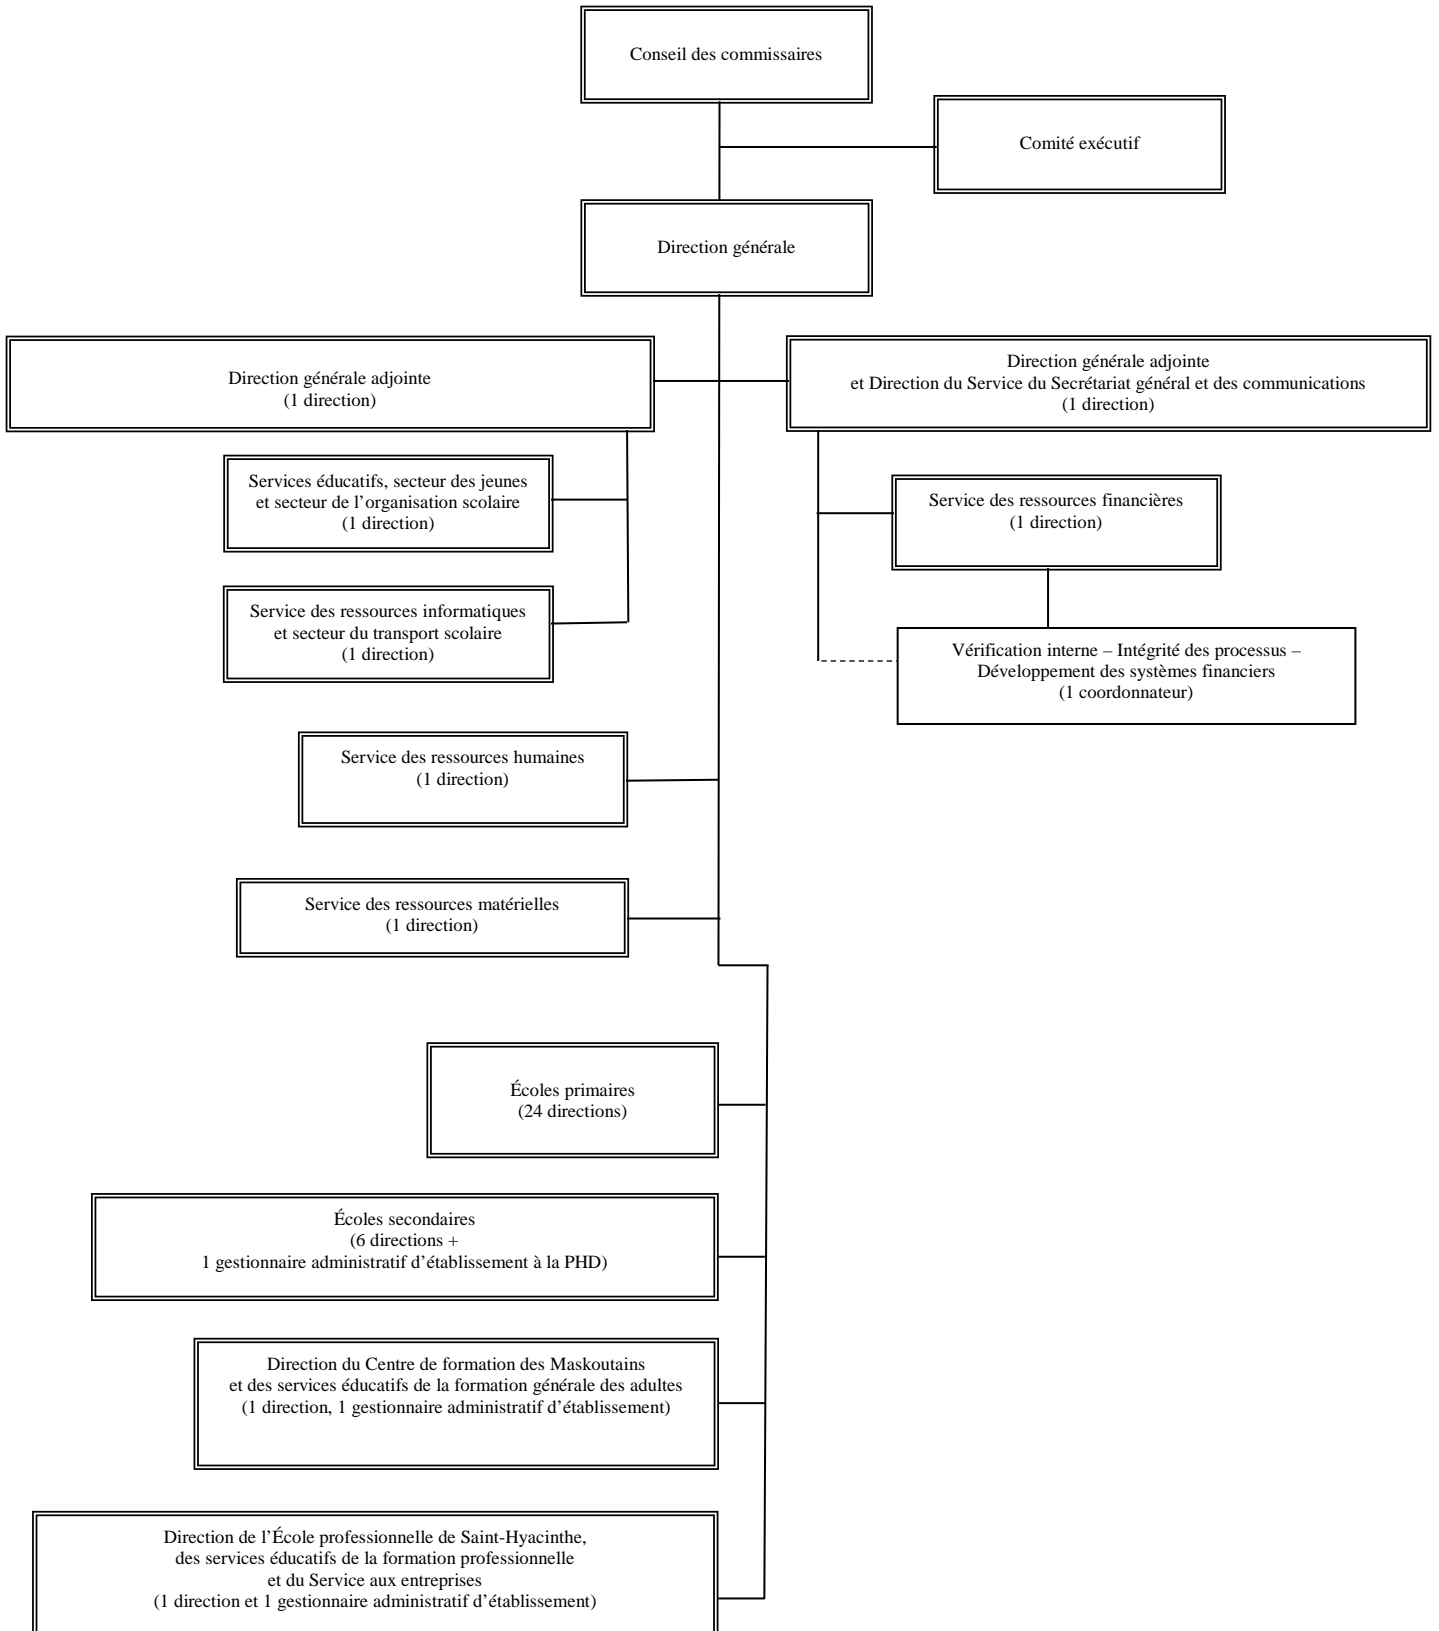 Conseil des commissaires
Comité exécutif
Direction générale
Direction générale adjointe
(1 direction)
Direction générale adjointe
et Direction du Service du Secrétariat général et des communications
(1 direction)
Services éducatifs, secteur des jeunes
et secteur de l’organisation scolaire
(1 direction)
Service des ressources financières
(1 direction)
Service des ressources informatiques
et secteur du transport scolaire
(1 direction)
Vérification interne – Intégrité des processus –
Développement des systèmes financiers
(1 coordonnateur)
Service des ressources humaines
(1 direction)
Service des ressources matérielles
(1 direction)
Écoles primaires
(24 directions)
Écoles secondaires
(6 directions +
1 gestionnaire administratif d’établissement à la PHD)
Direction du Centre de formation des Maskoutains
et des services éducatifs de la formation générale des adultes
(1 direction, 1 gestionnaire administratif d’établissement)
Direction de l’École professionnelle de Saint-Hyacinthe,
des services éducatifs de la formation professionnelle
et du Service aux entreprises
(1 direction et 1 gestionnaire administratif d’établissement)